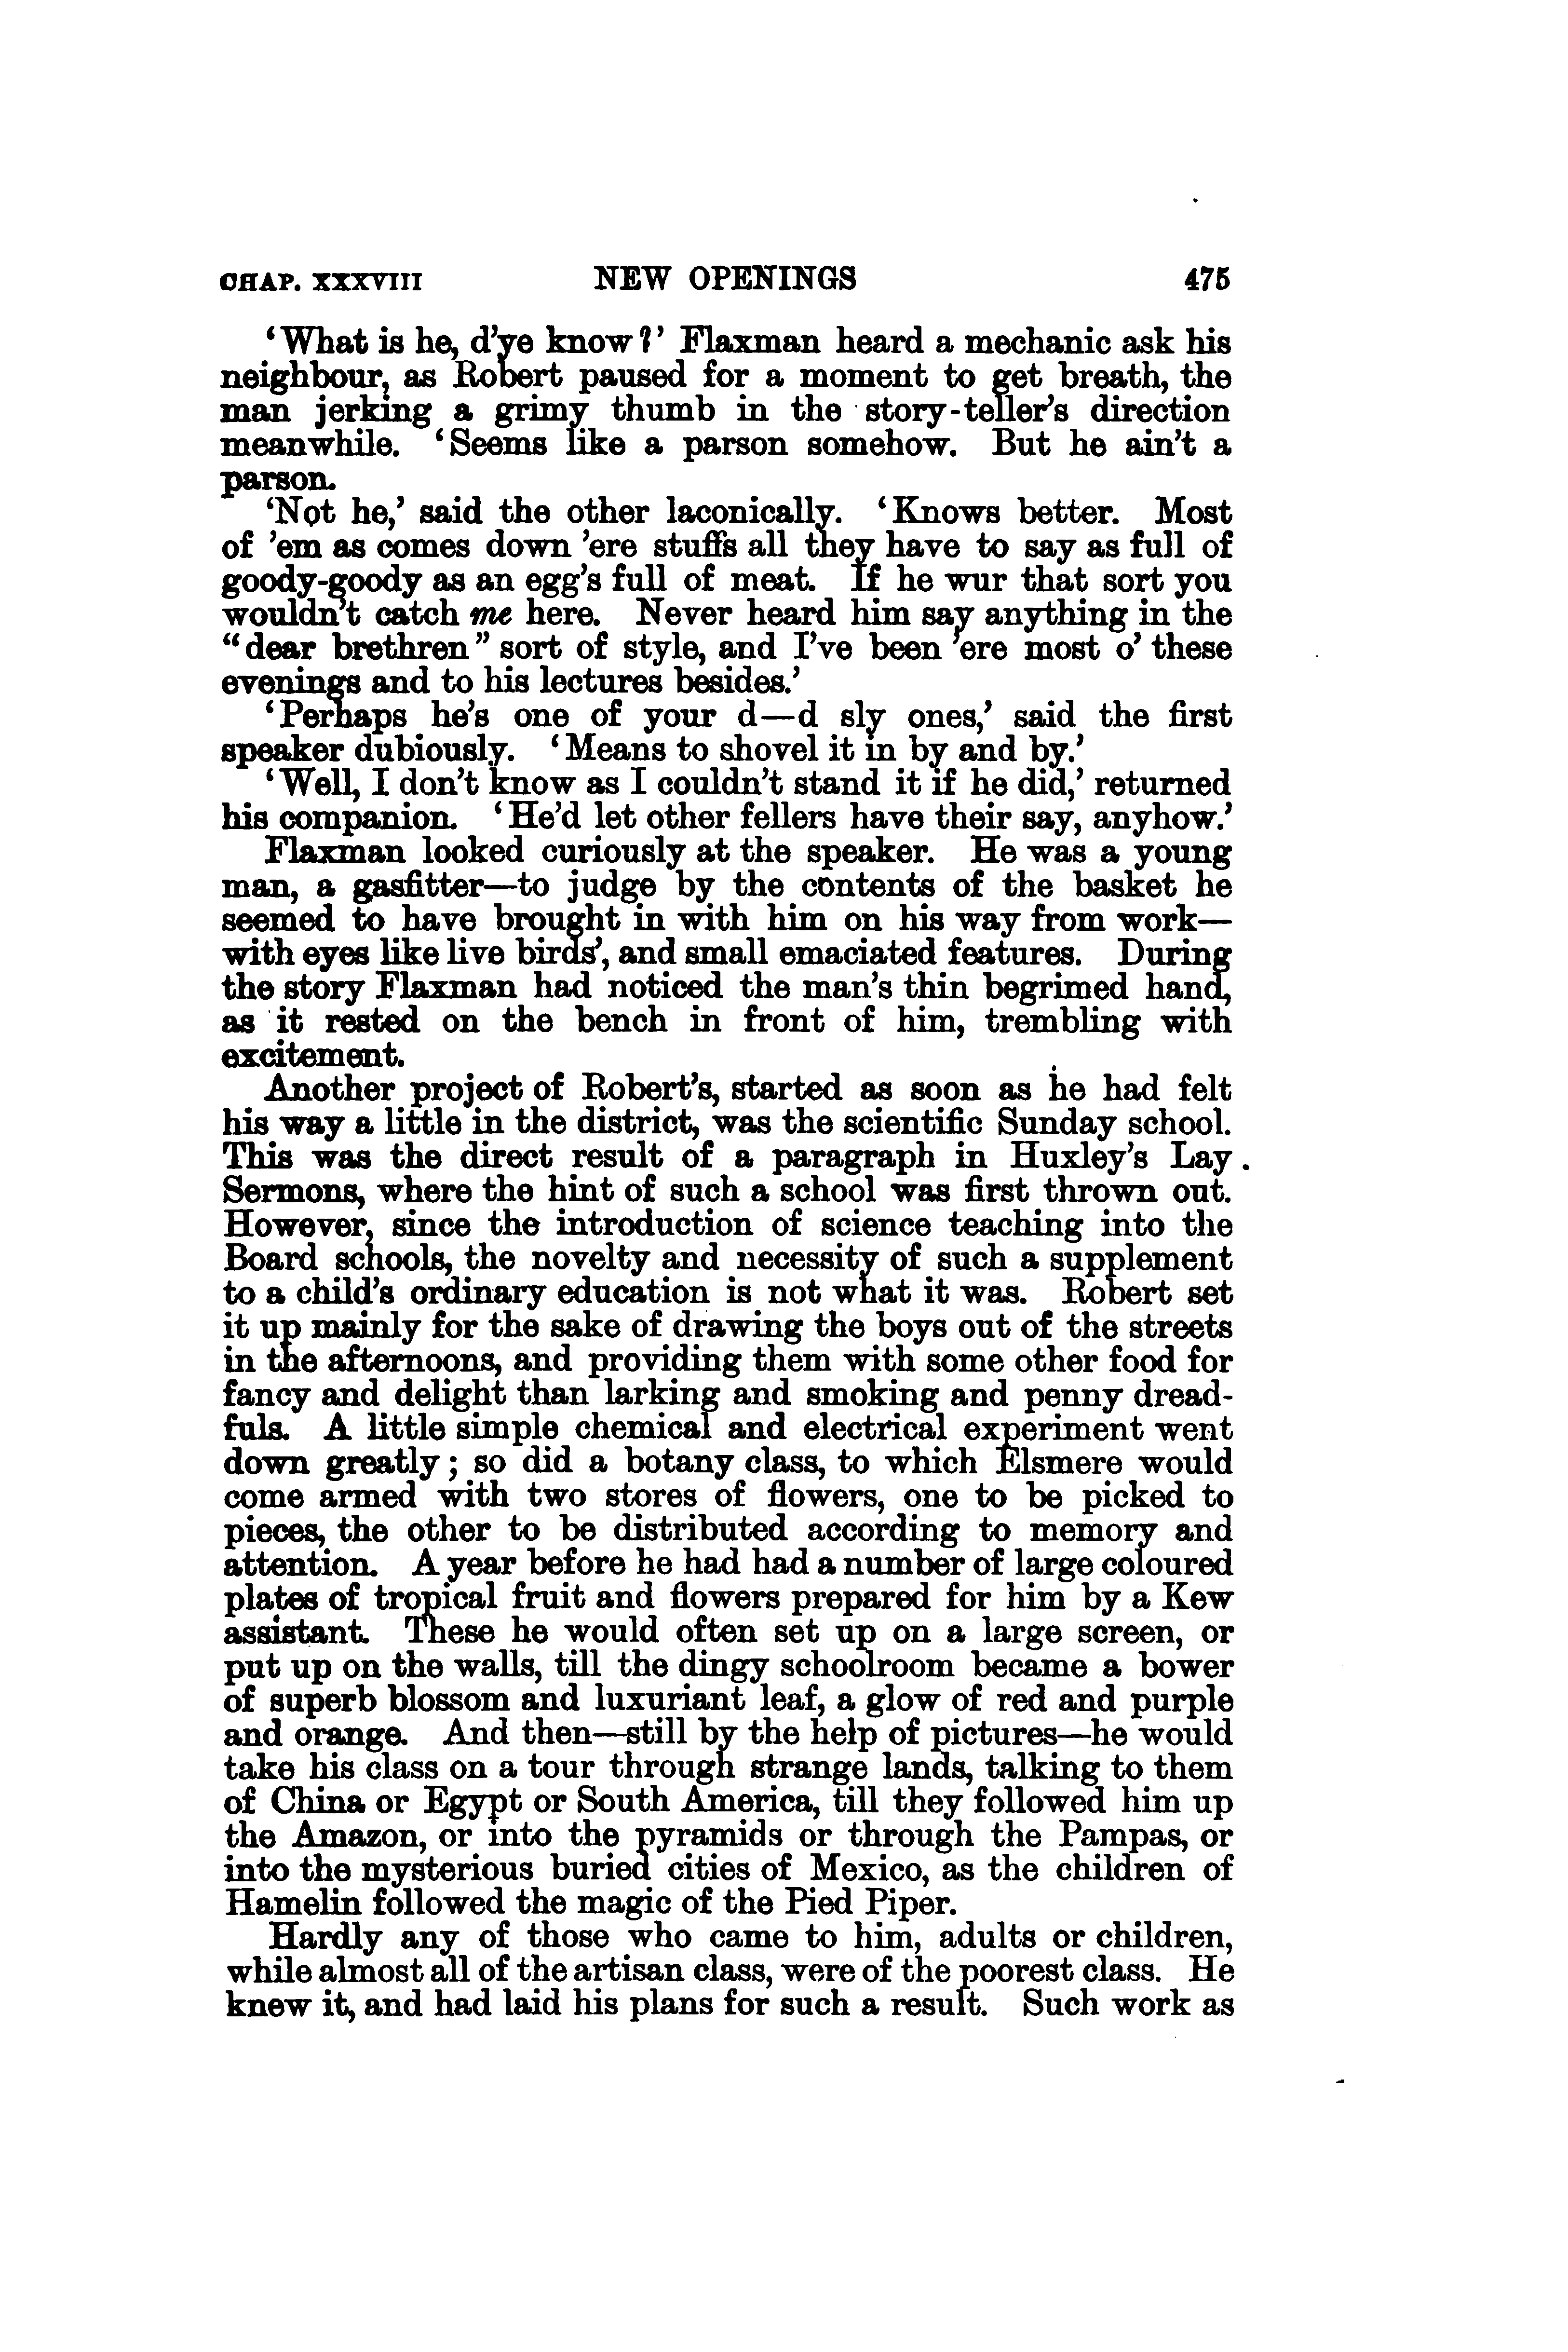 CHAP. XXXVIII NEW OPENINGS 475
‘What is he, d’ye know?’ Flaxman heard a mechanic ask his
neighbour, as Robert paused for a moment to get breath, the
man jerking a grimy thumb in the story-teller’s direction
meanwhile. ‘Seems like a parson somehow. But he ain’t a
parson.
‘Not he,’ said the other laconically. ‘Knows better. Most
of ’em as comes down ’ere stuffs all they have to say as full of
goody-goody as an egg’s full of meat. If he wur that sort you
wouldn’t catch me here. Never heard him say anything in the
“dear brethren” sort of style, and I’ve been ’ere most o’ these
evenings and to his lectures besides.’
‘Perhaps he’s one of your d—d sly ones,’ said the first
speaker dubiously. ‘Means to shovel it in by and by.’
‘Well, I don’t know as I couldn’t stand it if he did,’ returned
his companion. ‘He’d let other fellers have their say, anyhow.’
Flaxman looked curiously at the speaker. He was a young
man, a gasfitter—to judge by the contents of the basket he
seemed to have brought in with him on his way from work—
with eyes like live birds’, and small emaciated features. During
the story Flaxman had noticed the man’s thin begrimed hand,
as it rested on the bench in front of him, trembling with
excitement.
Another project of Robert’s, started as soon as he had felt
his way a little in the district, was the scientific Sunday school.
This was the direct result of a paragraph in Huxley’s Lay
Sermons, where the hint of such a school was first thrown out.
However, since the introduction of science teaching into the
Board schools, the novelty and necessity of such a supplement
to a child’s ordinary education is not what it was. Robert set
it up mainly for the sake of drawing the boys out of the streets
in the afternoons, and providing them with some other food for
fancy and delight than larking and smoking and penny dread-
fuls. A little simple chemical and electrical experiment went
down greatly; so did a botany class, to which Elsmere would
come armed with two stores of flowers, one to be picked to
pieces, the other to be distributed according to memory and
attention. A year before he had had a number of large coloured
plates of tropical fruit and flowers prepared for him by a Kew
assistant. These he would often set up on a large screen, or
put up on the walls, till the dingy schoolroom became a bower
of superb blossom and luxuriant leaf, a glow of red and purple
and orange. And then—still by the help of pictures—he would
take his class on a tour through strange lands, talking to them
of China or Egypt or South America, till they followed him up
the Amazon, or into the pyramids or through the Pampas, or
into the mysterious buried cities of Mexico, as the children of
Hamelin followed the magic of the Pied Piper.
Hardly any of those who came to him, adults or children,
while almost all of the artisan class, were of the poorest class. He
knew it, and had laid his plans for such a result. Such work as